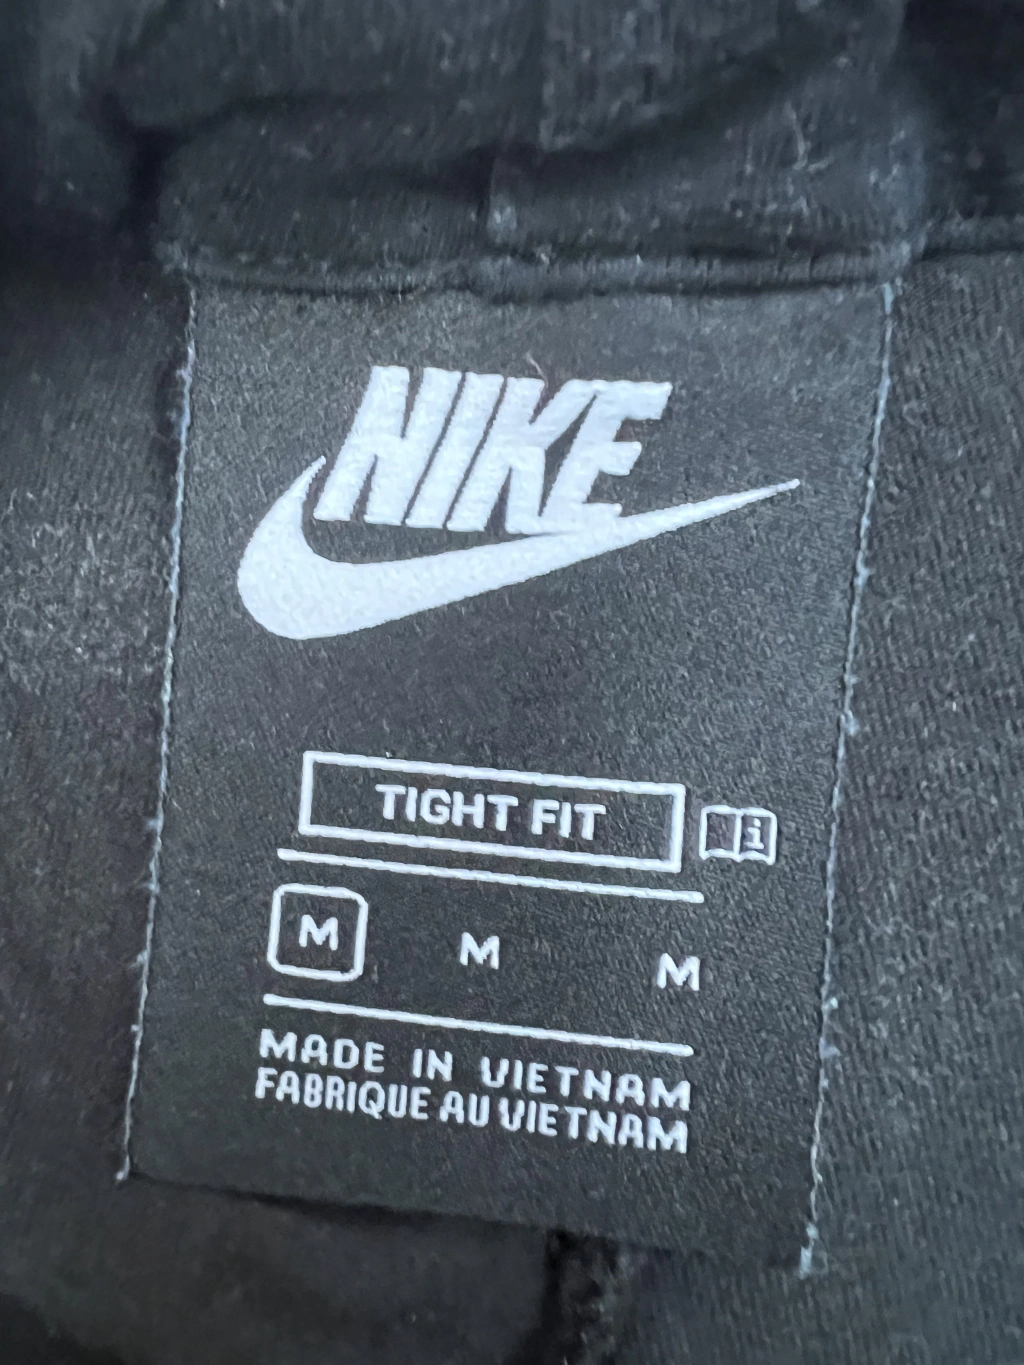 NIKE
TIGHT FIT i
M M M
MADE IN VIETNAM
FABRIQUE AU VIETNAM